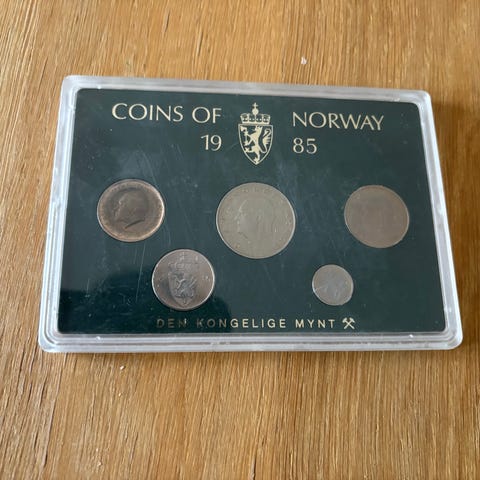 COINS OF NORWAY
19 85
DEN KONGELIGE MYNT